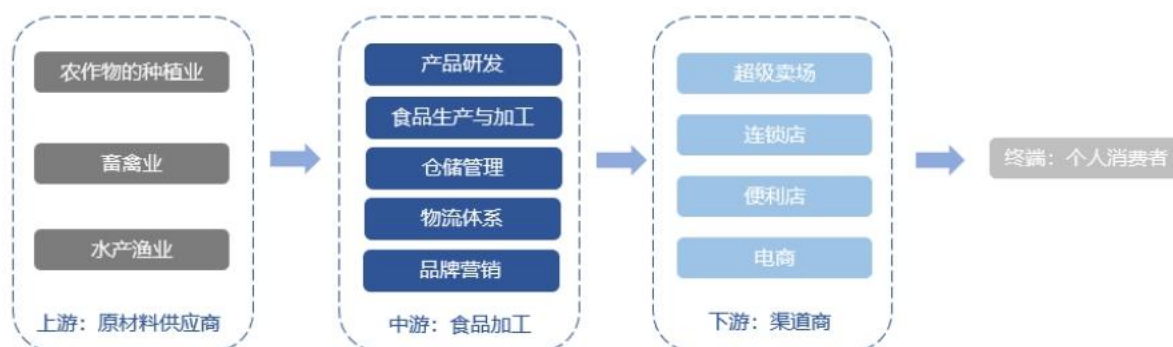 农作物的种植业
畜禽业
水产渔业
上游：原材料供应商
产品研发
食品生产与加工
仓储管理
物流体系
品牌营销
中游：食品加工
超级卖场
连锁店
便利店
电商
下游：渠道商
终端：个人消费者